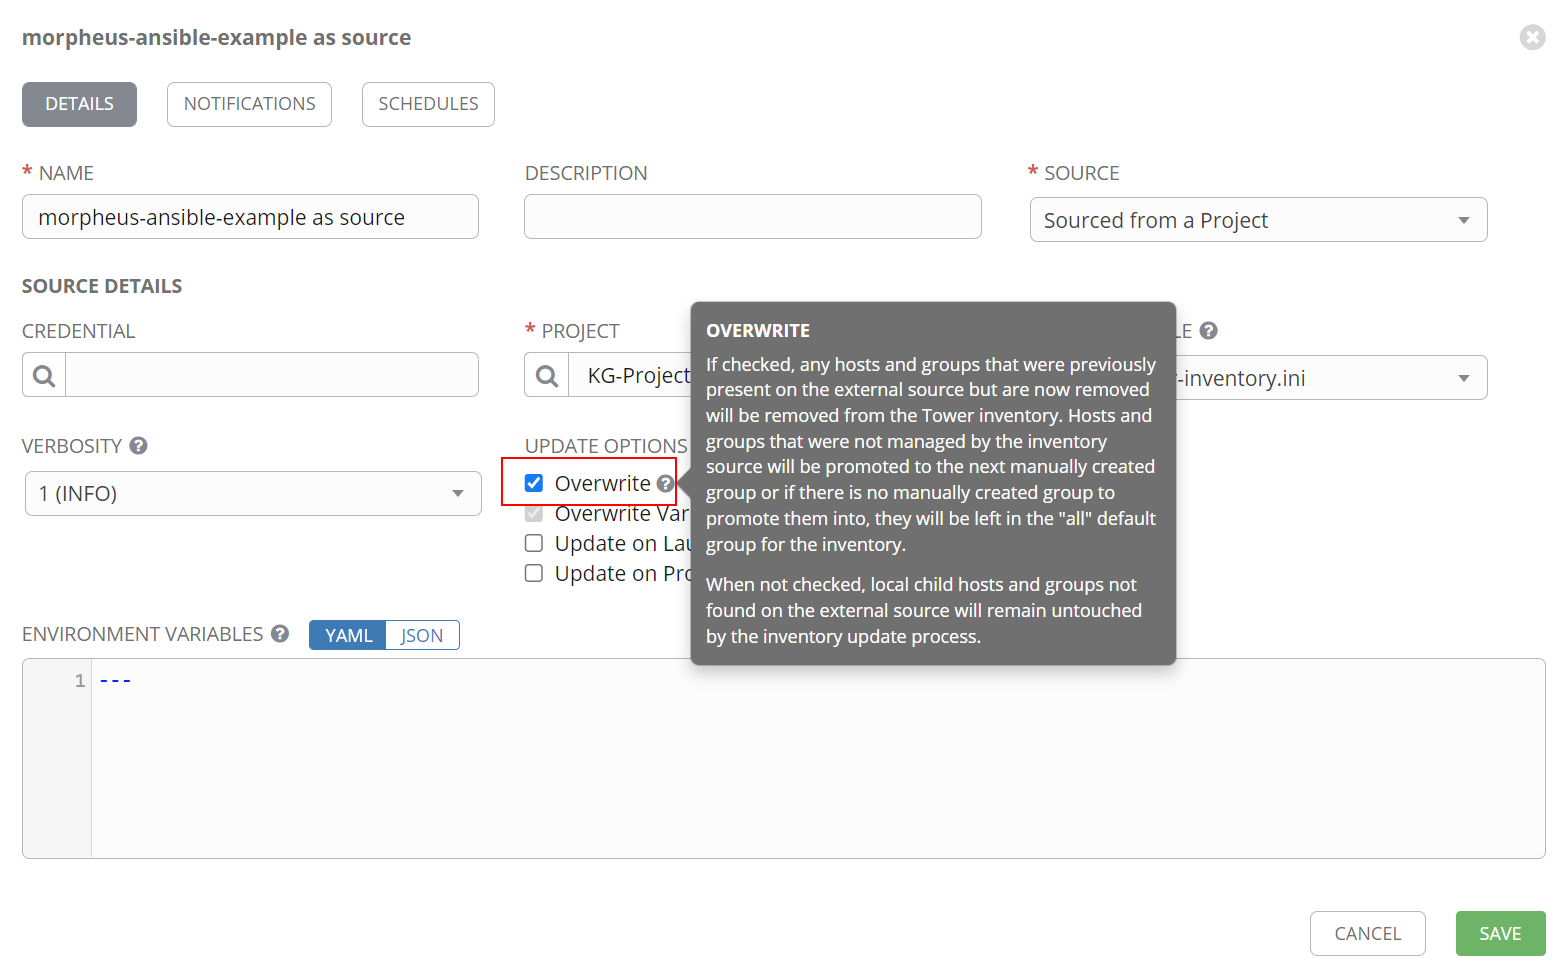 morpheus-ansible-example as source
DETAILS
NOTIFICATIONS
SCHEDULES
* NAME
DESCRIPTION
* SOURCE
morpheus-ansible-example as source
Sourced from a Project
SOURCE DETAILS
CREDENTIAL
* PROJECT
LE
KG-Project
-inventory.ini
VERBOSITY
UPDATE OPTIONS
1 (INFO)
Overwrite
Overwrite Var
Update on Lau
Update on Pro
OVERWRITE
If checked, any hosts and groups that were previously
present on the external source but are now removed
will be removed from the Tower inventory. Hosts and
groups that were not managed by the inventory
source will be promoted to the next manually created
group or if there is no manually created group to
promote them into, they will be left in the "all" default
group for the inventory.
When not checked, local child hosts and groups not
found on the external source will remain untouched
by the inventory update process.
ENVIRONMENT VARIABLES
YAML
JSON
1
---
CANCEL
SAVE